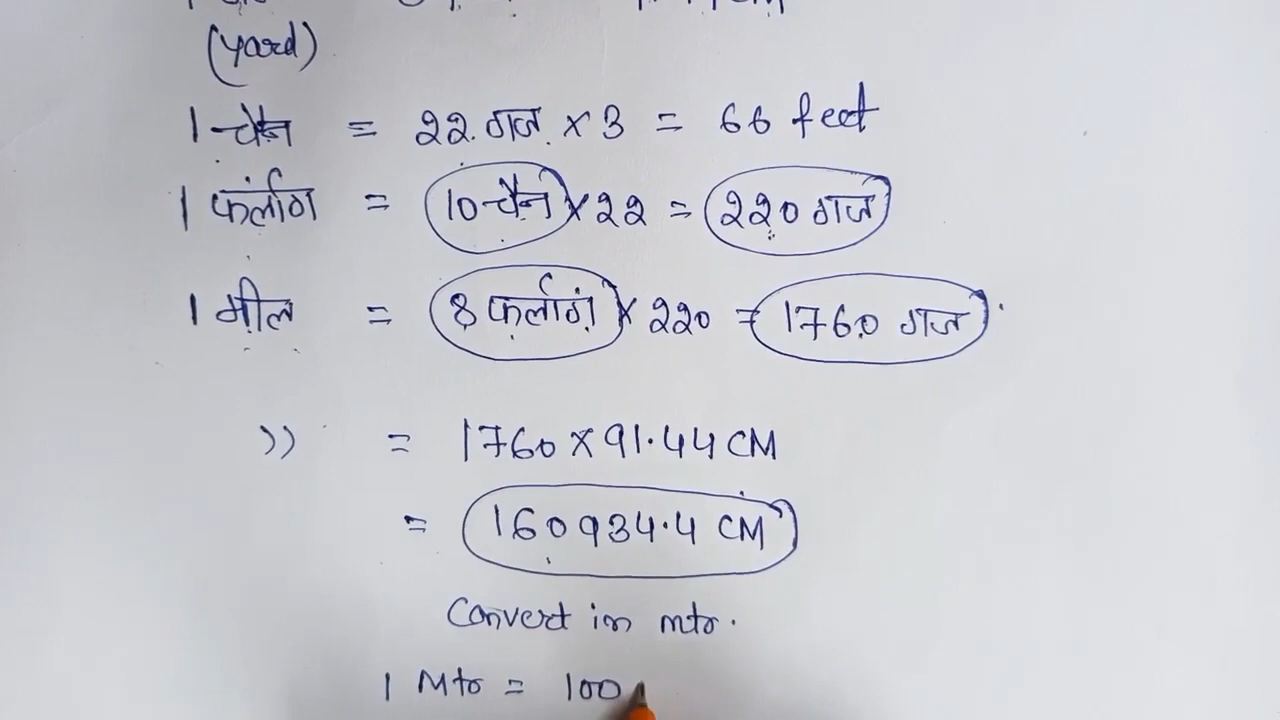 (yard)
1 चैन = 22 गज × 3 = 66 feet
1 फर्लांग = 10 चैन × 22 = 220 गज
1 मील = 8 फर्लांग × 220 = 1760 गज
" = 1760 × 91.44 CM
= 160934.4 CM
Convert in mtr.
1 Mtr = 100